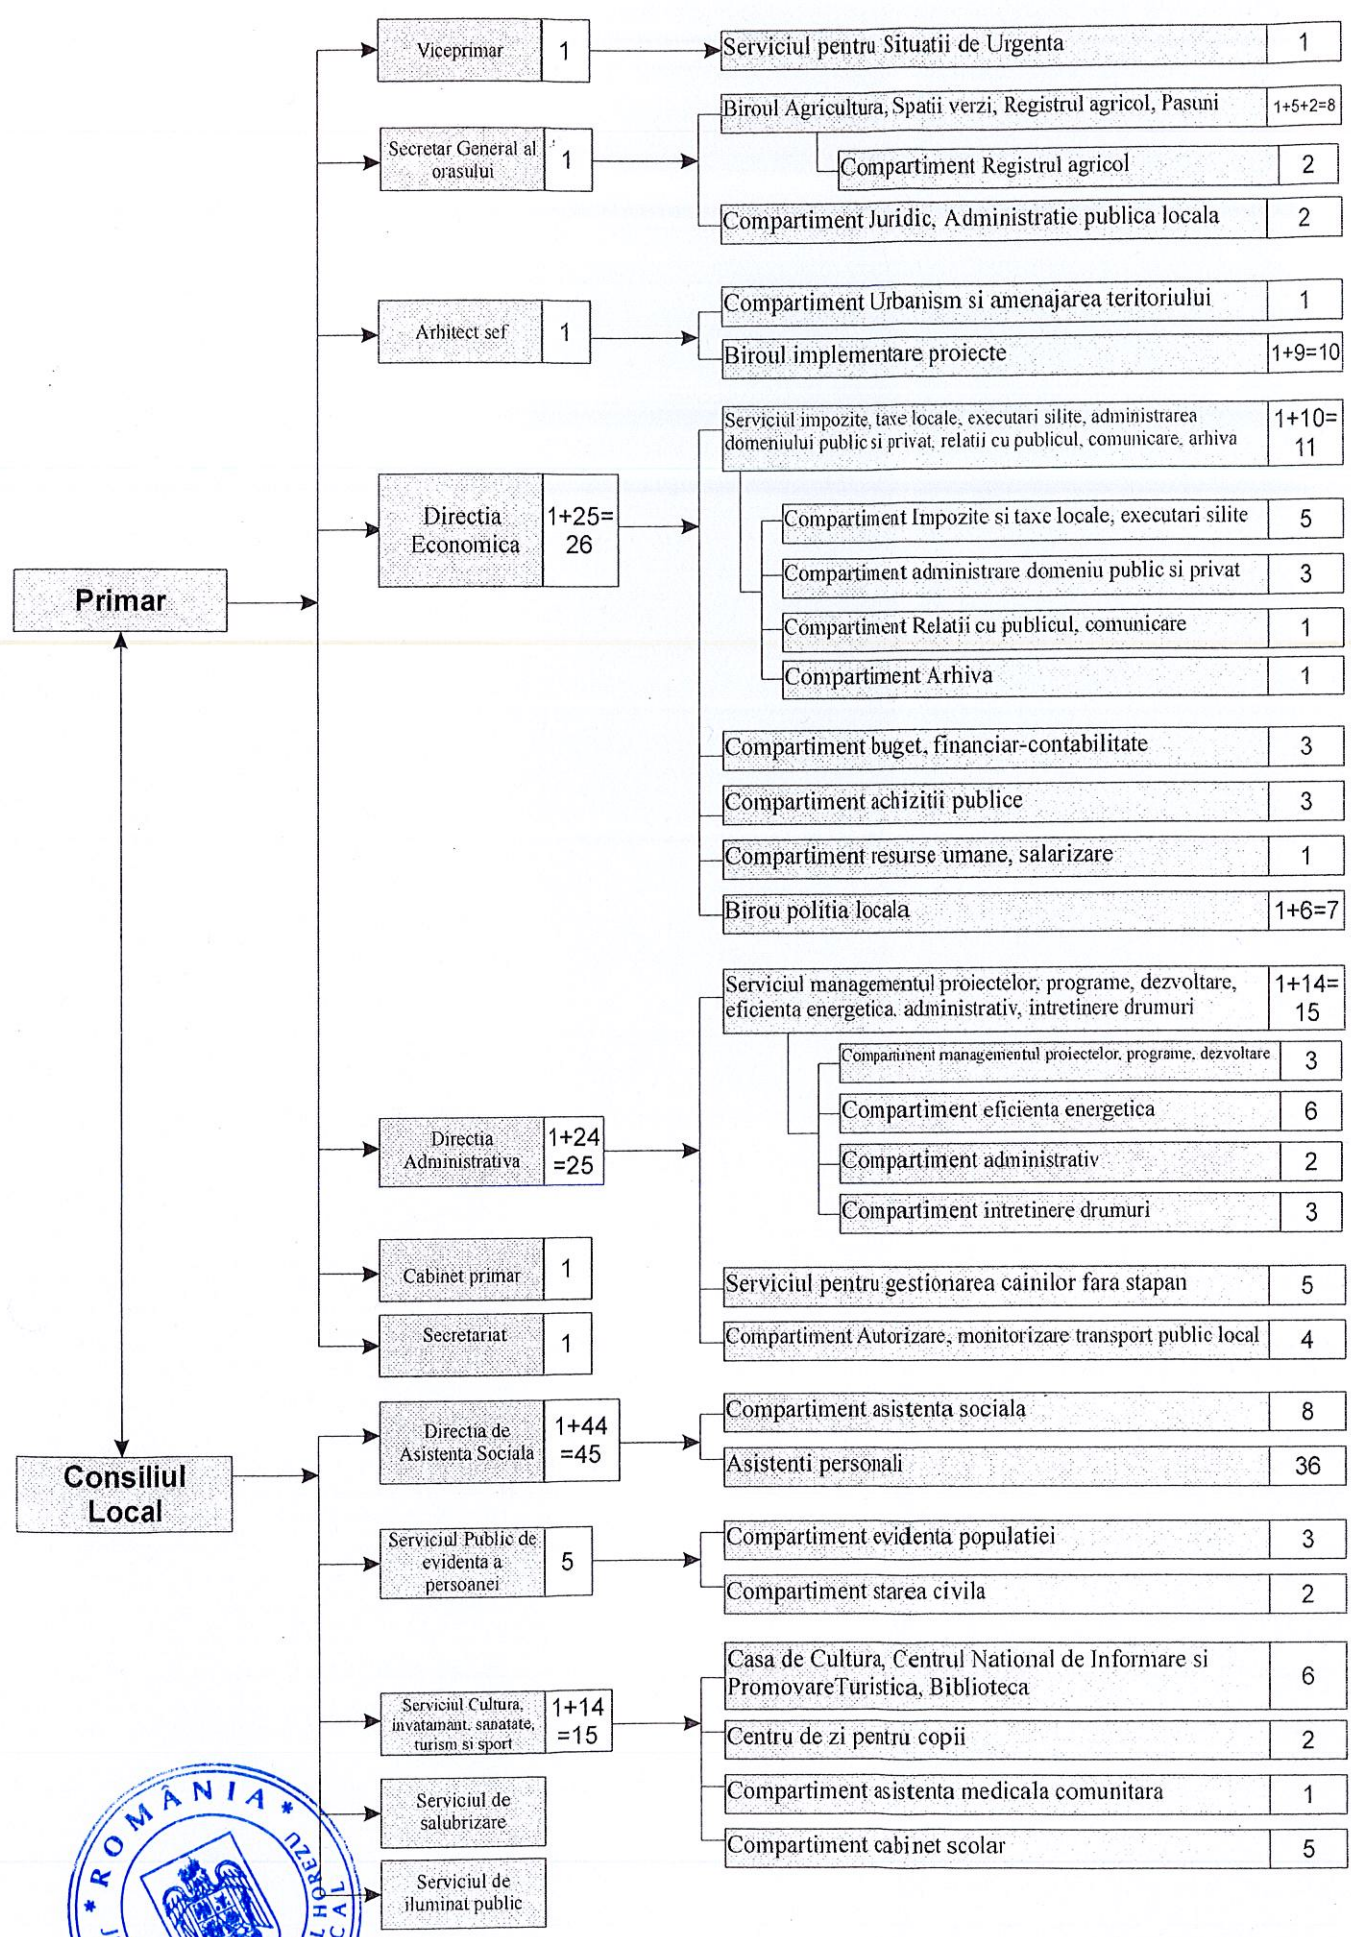 Viceprimar
1
Serviciul pentru Situatii de Urgenta
1
Secretar General al
orasului
1
Biroul Agricultura, Spatii verzi, Registrul agricol, Pasuni
1+5+2=8
Compartiment Registrul agricol
2
Compartiment Juridic, Administratie publica locala
2
Arhitect sef
1
Compartiment Urbanism si amenajarea teritoriului
1
Biroul implementare proiecte
1+9=10
Primar
Directia
Economica
1+25=
26
Serviciul impozite, taxe locale, executari silite, administrarea
domeniului public si privat, relatii cu publicul, comunicare, arhiva
1+10=
11
Compartiment Impozite si taxe locale, executari silite
5
Compartiment administrare domeniu public si privat
3
Compartiment Relatii cu publicul, comunicare
1
Compartiment Arhiva
1
Compartiment buget, financiar-contabilitate
3
Compartiment achizitii publice
3
Compartiment resurse umane, salarizare
1
Birou politia locala
1+6=7
Directia
Administrativa
1+24
=25
Serviciul managementul proiectelor, programe, dezvoltare,
eficienta energetica, administrativ, intretinere drumuri
1+14=
15
Compartiment managementul proiectelor, programe, dezvoltare
3
Compartiment eficienta energetica
6
Compartiment administrativ
2
Compartiment intretinere drumuri
3
Serviciul pentru gestionarea cainilor fara stapan
5
Compartiment Autorizare, monitorizare transport public local
4
Cabinet primar
1
Secretariat
1
Consiliul
Local
Directia de
Asistenta Sociala
1+44
=45
Compartiment asistenta sociala
8
Asistenti personali
36
Serviciul Public de
evidenta a
persoanei
5
Compartiment evidenta populatiei
3
Compartiment starea civila
2
Serviciul Cultura,
invatamant, sanatate,
turism si sport
1+14
=15
Casa de Cultura, Centrul National de Informare si
PromovareTuristica, Biblioteca
6
Centru de zi pentru copii
2
Compartiment asistenta medicala comunitara
1
Compartiment cabinet scolar
5
Serviciul de
salubrizare
Serviciul de
iluminat public
* ROMÂNIA *
HOREZU